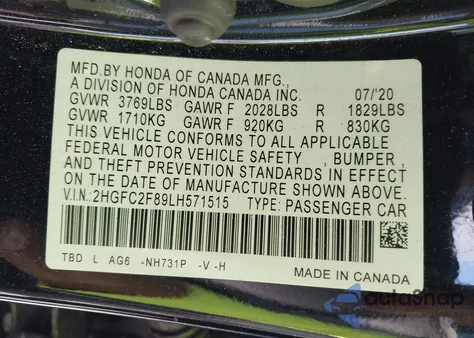 MFD.BY HONDA OF CANADA MFG.,
A DIVISION OF HONDA CANADA INC. 07/'20
GVWR 3769LBS GAWR F 2028LBS R 1829LBS
GVWR 1710KG GAWR F 920KG R 830KG
THIS VEHICLE CONFORMS TO ALL APPLICABLE
FEDERAL MOTOR VEHICLE SAFETY , BUMPER ,
AND THEFT PREVENTION STANDARDS IN EFFECT
ON THE DATE OF MANUFACTURE SHOWN ABOVE.
V.I.N.:2HGFC2F89LH571515 TYPE: PASSENGER CAR
TBD L AG6 -NH731P -V -H MADE IN CANADA
autoShop